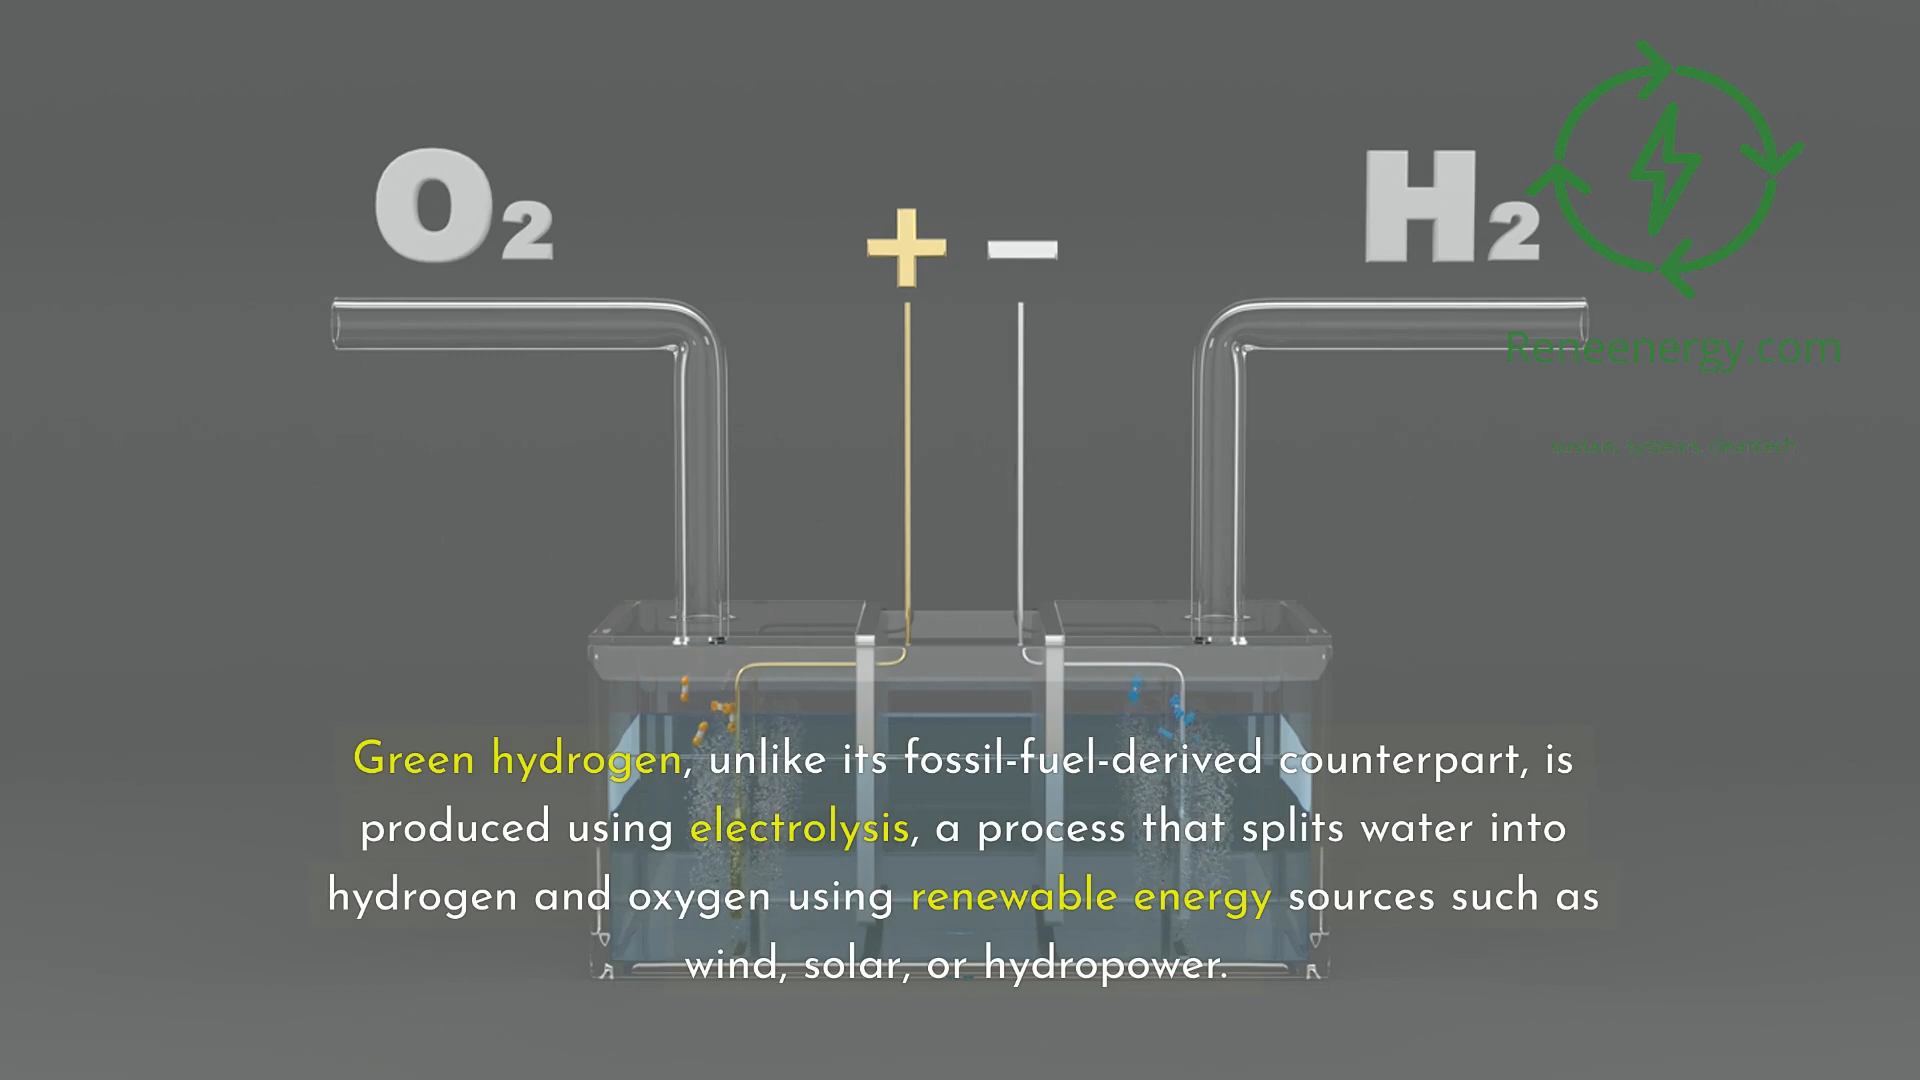 O2
+ −
H2
Reneenergy.com
Green hydrogen, unlike its fossil-fuel-derived counterpart, is
produced using electrolysis, a process that splits water into
hydrogen and oxygen using renewable energy sources such as
wind, solar, or hydropower.